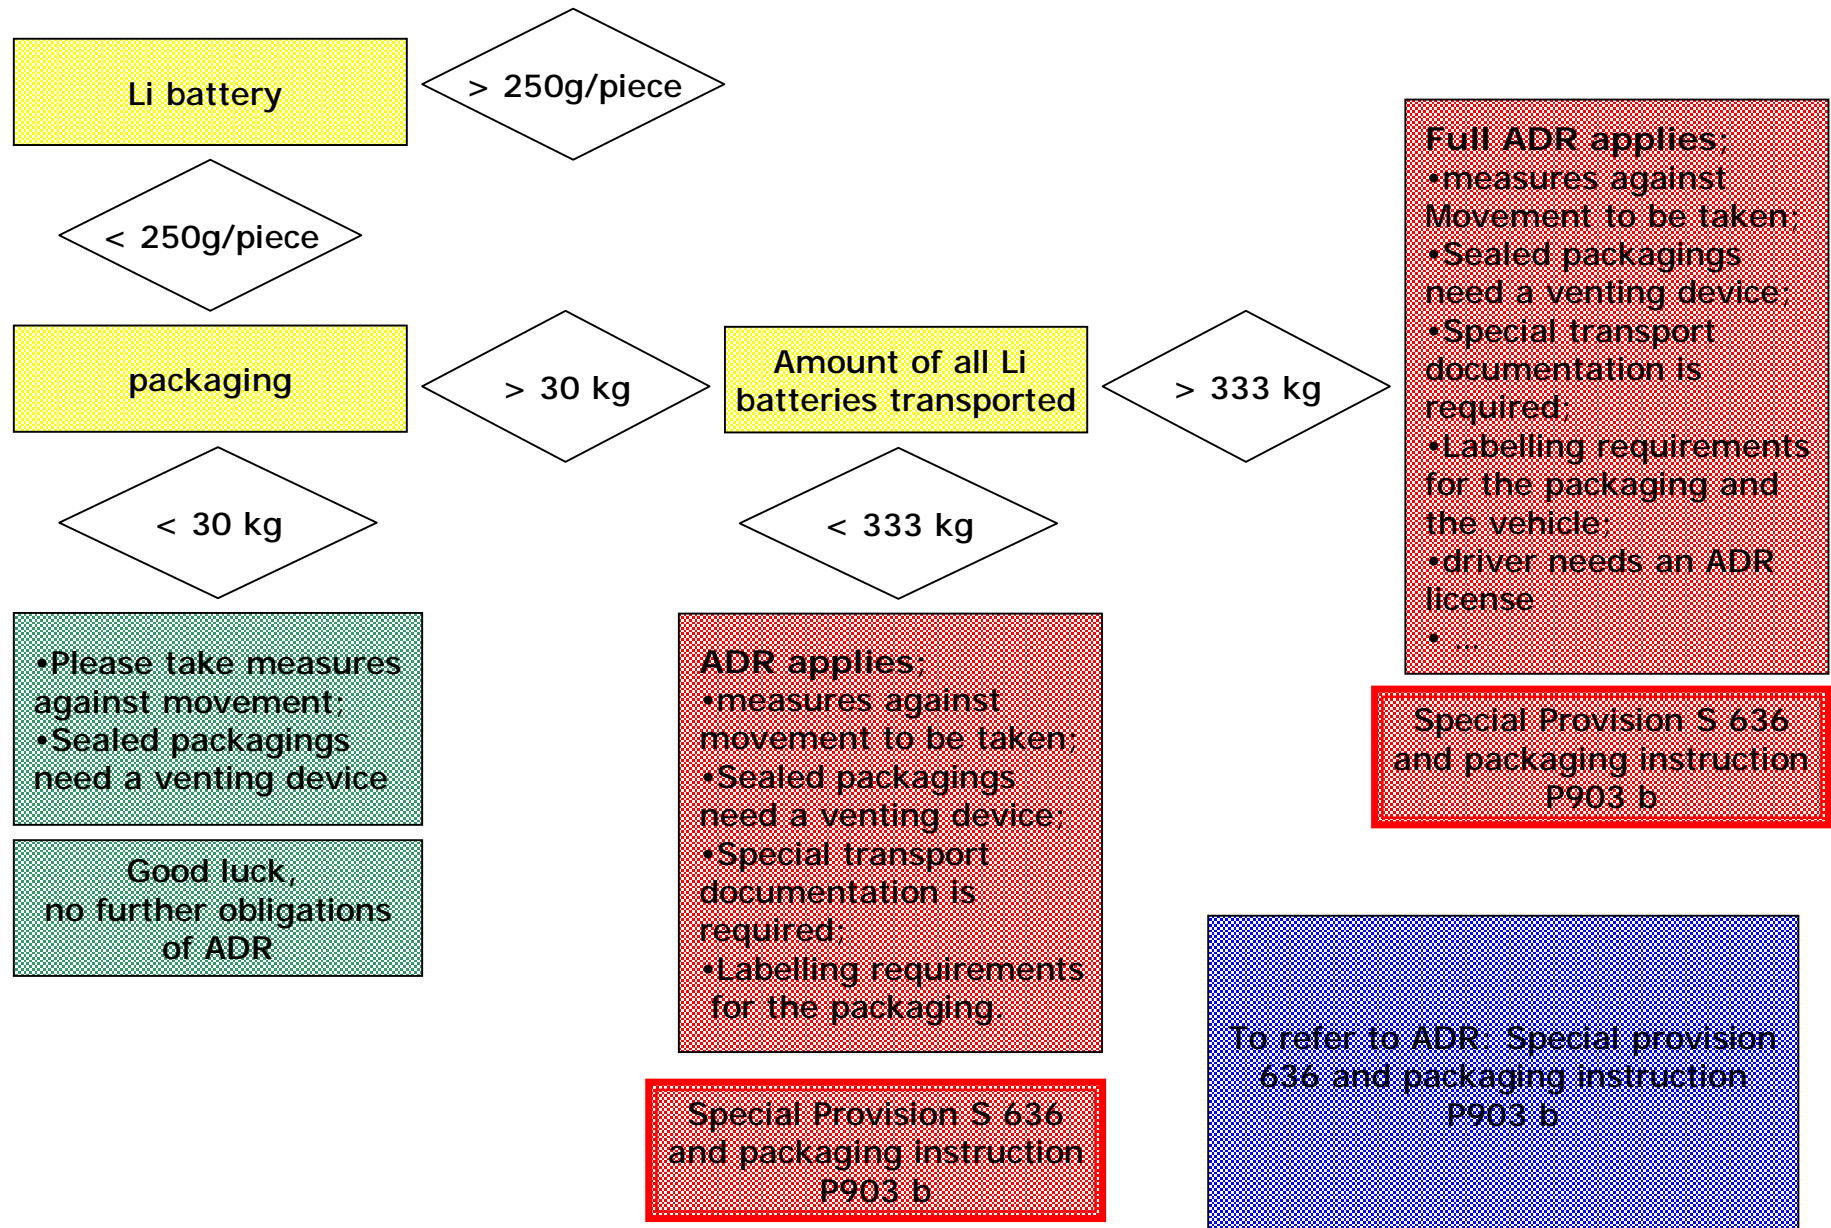 Li battery
> 250g/piece
< 250g/piece
packaging
> 30 kg
Amount of all Li
batteries transported
> 333 kg
Full ADR applies;
•measures against
Movement to be taken;
•Sealed packagings
need a venting device;
•Special transport
documentation is
required;
•Labelling requirements
for the packaging and
the vehicle;
•driver needs an ADR
license
•...
Special Provision S 636
and packaging instruction
P903 b
< 30 kg
< 333 kg
•Please take measures
against movement;
•Sealed packagings
need a venting device
Good luck,
no further obligations
of ADR
ADR applies;
•measures against
movement to be taken;
•Sealed packagings
need a venting device;
•Special transport
documentation is
required;
•Labelling requirements
for the packaging.
Special Provision S 636
and packaging instruction
P903 b
To refer to ADR: Special provision
636 and packaging instruction
P903 b